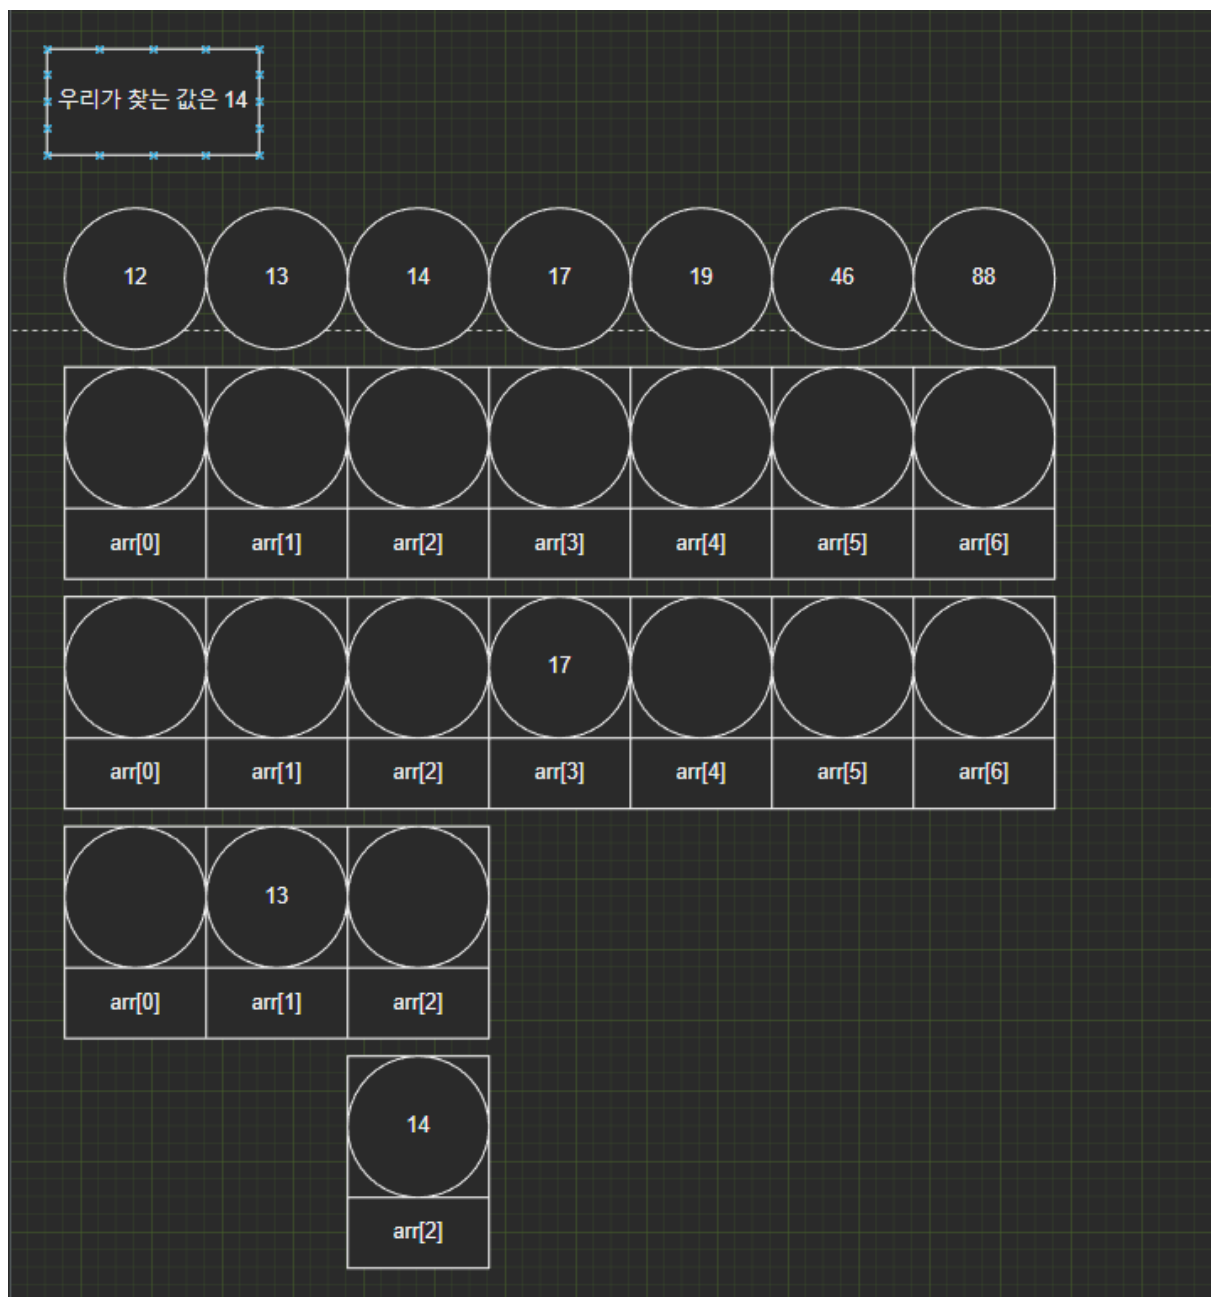 우리가 찾는 값은 14
12 13 14 17 19 46 88
arr[0] arr[1] arr[2] arr[3] arr[4] arr[5] arr[6]
17
arr[0] arr[1] arr[2] arr[3] arr[4] arr[5] arr[6]
13
arr[0] arr[1] arr[2]
14
arr[2]